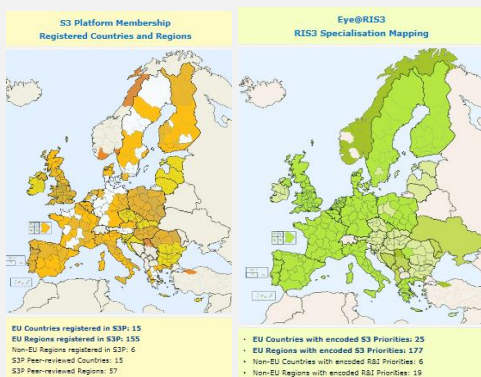 S3 Platform Membership
Registered Countries and Regions
EU Countries registered in S3P: 15
EU Regions registered in S3P: 155
Non-EU Regions registered in S3P: 6
S3P Peer-reviewed Countries: 15
S3P Peer-reviewed Regions: 57
Eye@RIS3
RIS3 Specialisation Mapping
• EU Countries with encoded S3 Priorities: 25
• EU Regions with encoded S3 Priorities: 177
• Non-EU Countries with encoded R&I Priorities: 6
• Non-EU Regions with encoded R&I Priorities: 19